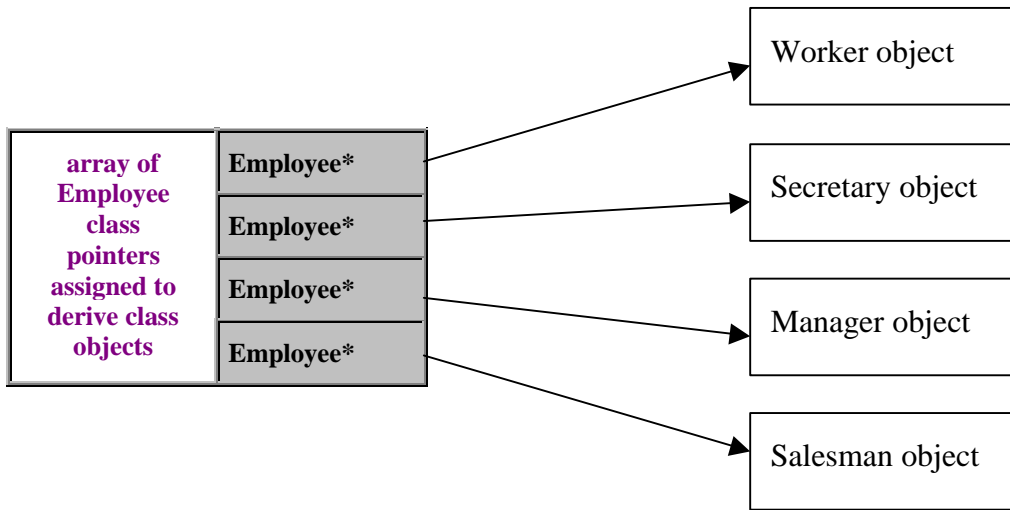 array of
Employee
class
pointers
assigned to
derive class
objects
Employee*
Employee*
Employee*
Employee*
Worker object
Secretary object
Manager object
Salesman object